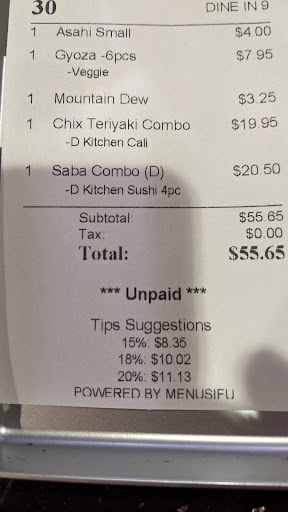 30 DINE IN 9
1 Asahi Small $4.00
1 Gyoza -6pcs $7.95
-Veggie
1 Mountain Dew $3.25
1 Chix Teriyaki Combo $19.95
-D Kitchen Cali
1 Saba Combo (D) $20.50
-D Kitchen Sushi 4pc
Subtotal: $55.65
Tax: $0.00
Total: $55.65
*** Unpaid ***
Tips Suggestions
15%: $8.35
18%: $10.02
20%: $11.13
POWERED BY MENUSIFU